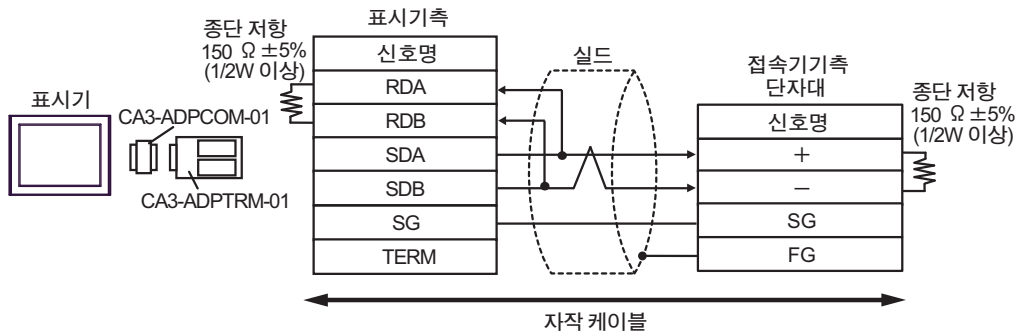 표시기측
종단 저항
150 Ω ±5%
(1/2W 이상)
신호명
RDA
RDB
SDA
SDB
SG
TERM
표시기
CA3-ADPCOM-01
CA3-ADPTRM-01
실드
접속기기측
단자대
신호명
+
−
SG
FG
종단 저항
150 Ω ±5%
(1/2W 이상)
자작 케이블